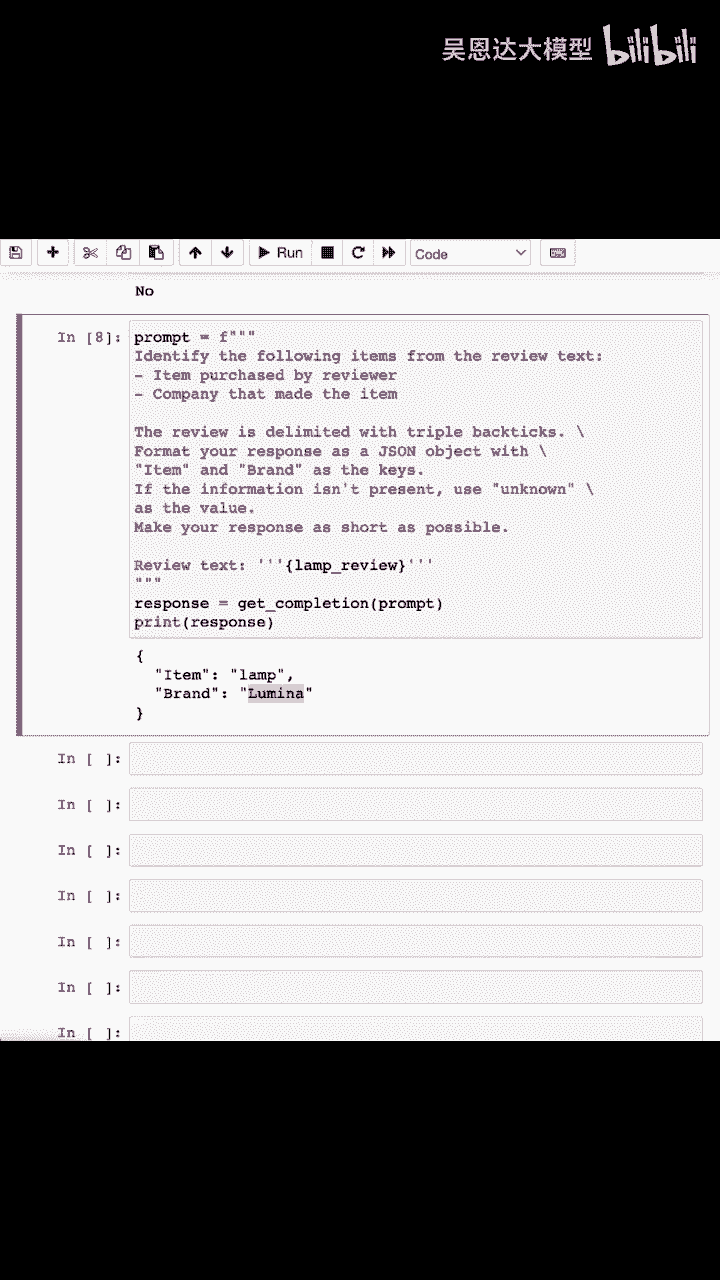 吴恩达大模型 bilibili
Run Code
No
In [8]: prompt = f"""
Identify the following items from the review text:
- Item purchased by reviewer
- Company that made the item
The review is delimited with triple backticks. \
Format your response as a JSON object with \
"Item" and "Brand" as the keys.
If the information isn't present, use "unknown" \
as the value.
Make your response as short as possible.
Review text: '''{lamp_review}'''
"""
response = get_completion(prompt)
print(response)
{
"Item": "lamp",
"Brand": "Lumina"
}
In [ ]:
In [ ]:
In [ ]:
In [ ]:
In [ ]:
In [ ]:
In [ ]: